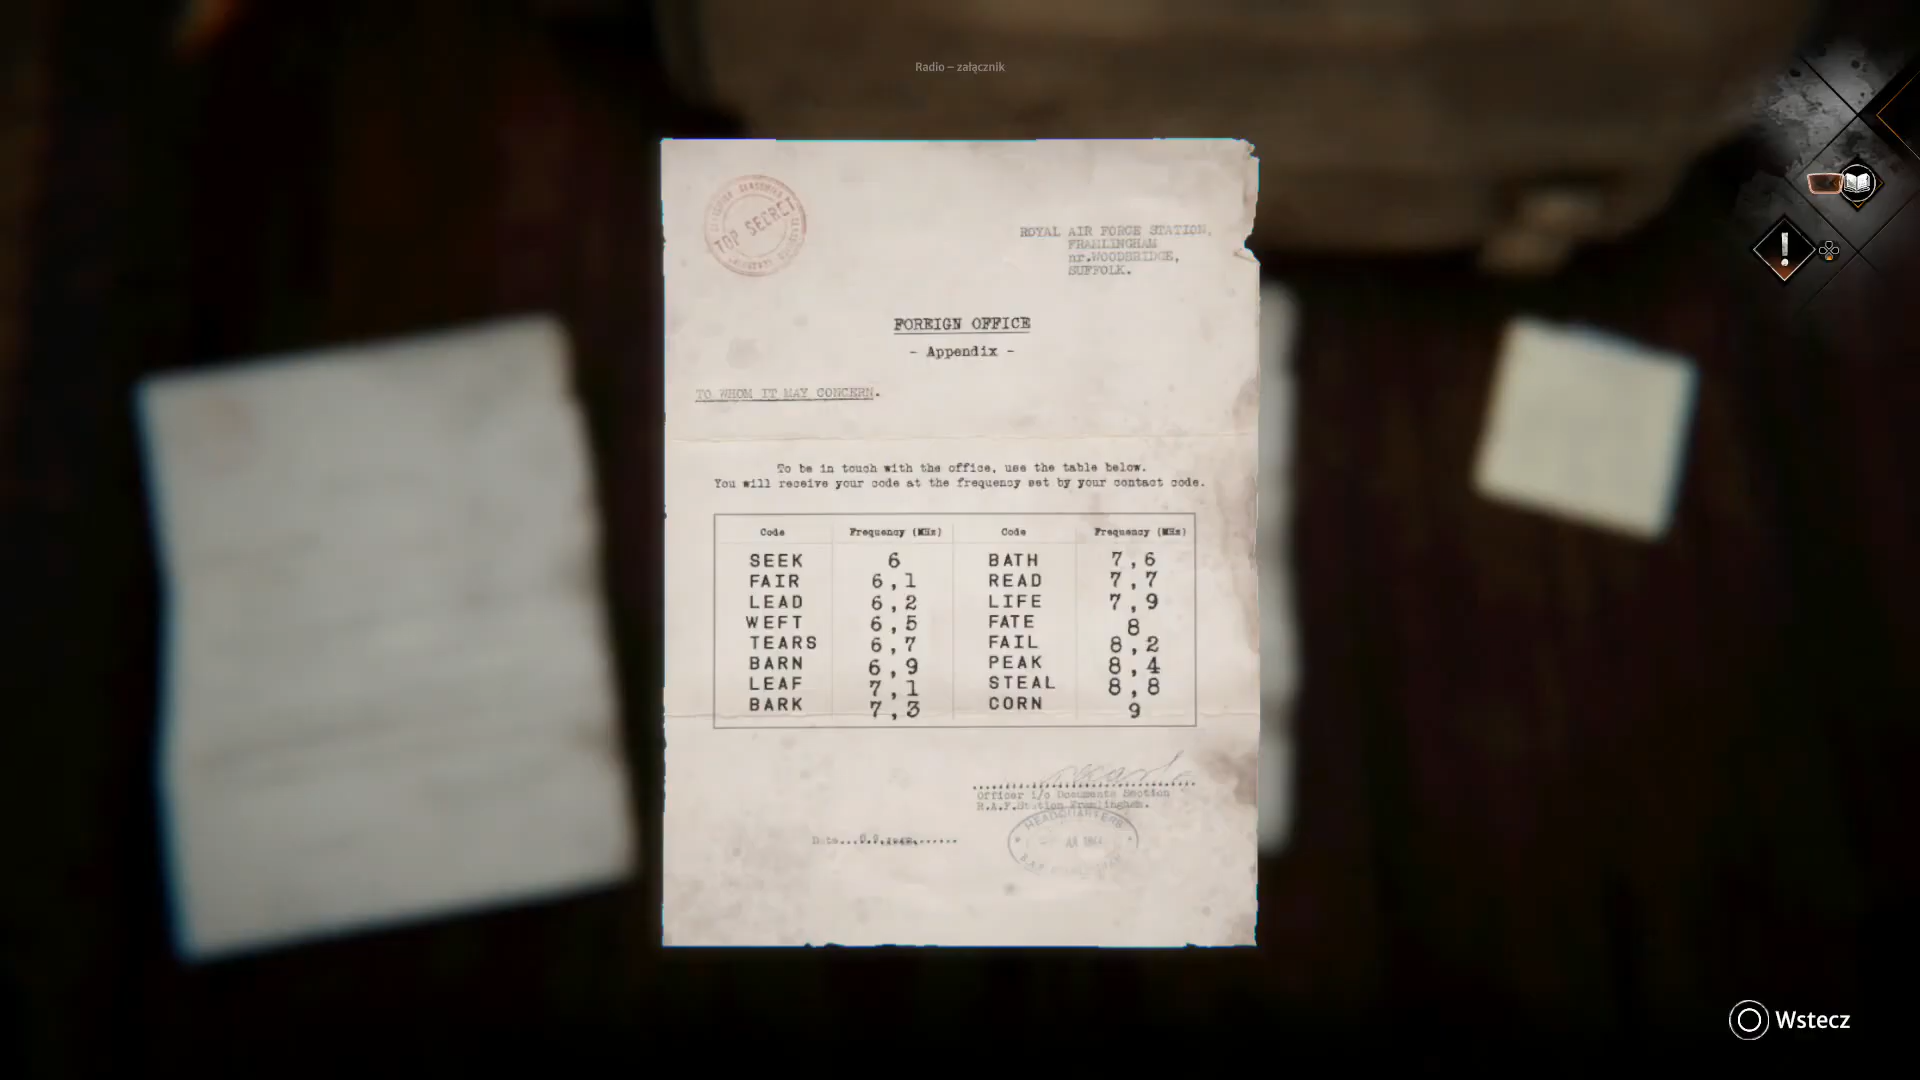 Radio – załącznik
TOP SECRET
ROYAL AIR FORCE STATION,
FRAMLINGHAM
nr.WOODBRIDGE,
SUFFOLK.
FOREIGN OFFICE
- Appendix -
TO WHOM IT MAY CONCERN.
To be in touch with the office, use the table below.
You will receive your code at the frequency set by your contact code.
Code Frequency (MHz) Code Frequency (MHz)
SEEK 6 BATH 7,6
FAIR 6,1 READ 7,7
LEAD 6,2 LIFE 7,9
WEFT 6,5 FATE 8
TEARS 6,7 FAIL 8,2
BARN 6,9 PEAK 8,4
LEAF 7,1 STEAL 8,8
BARK 7,3 CORN 9
Officer i/c Documents Section
R.A.F.Station Framlingham.
HEADQUARTERS
Wstecz